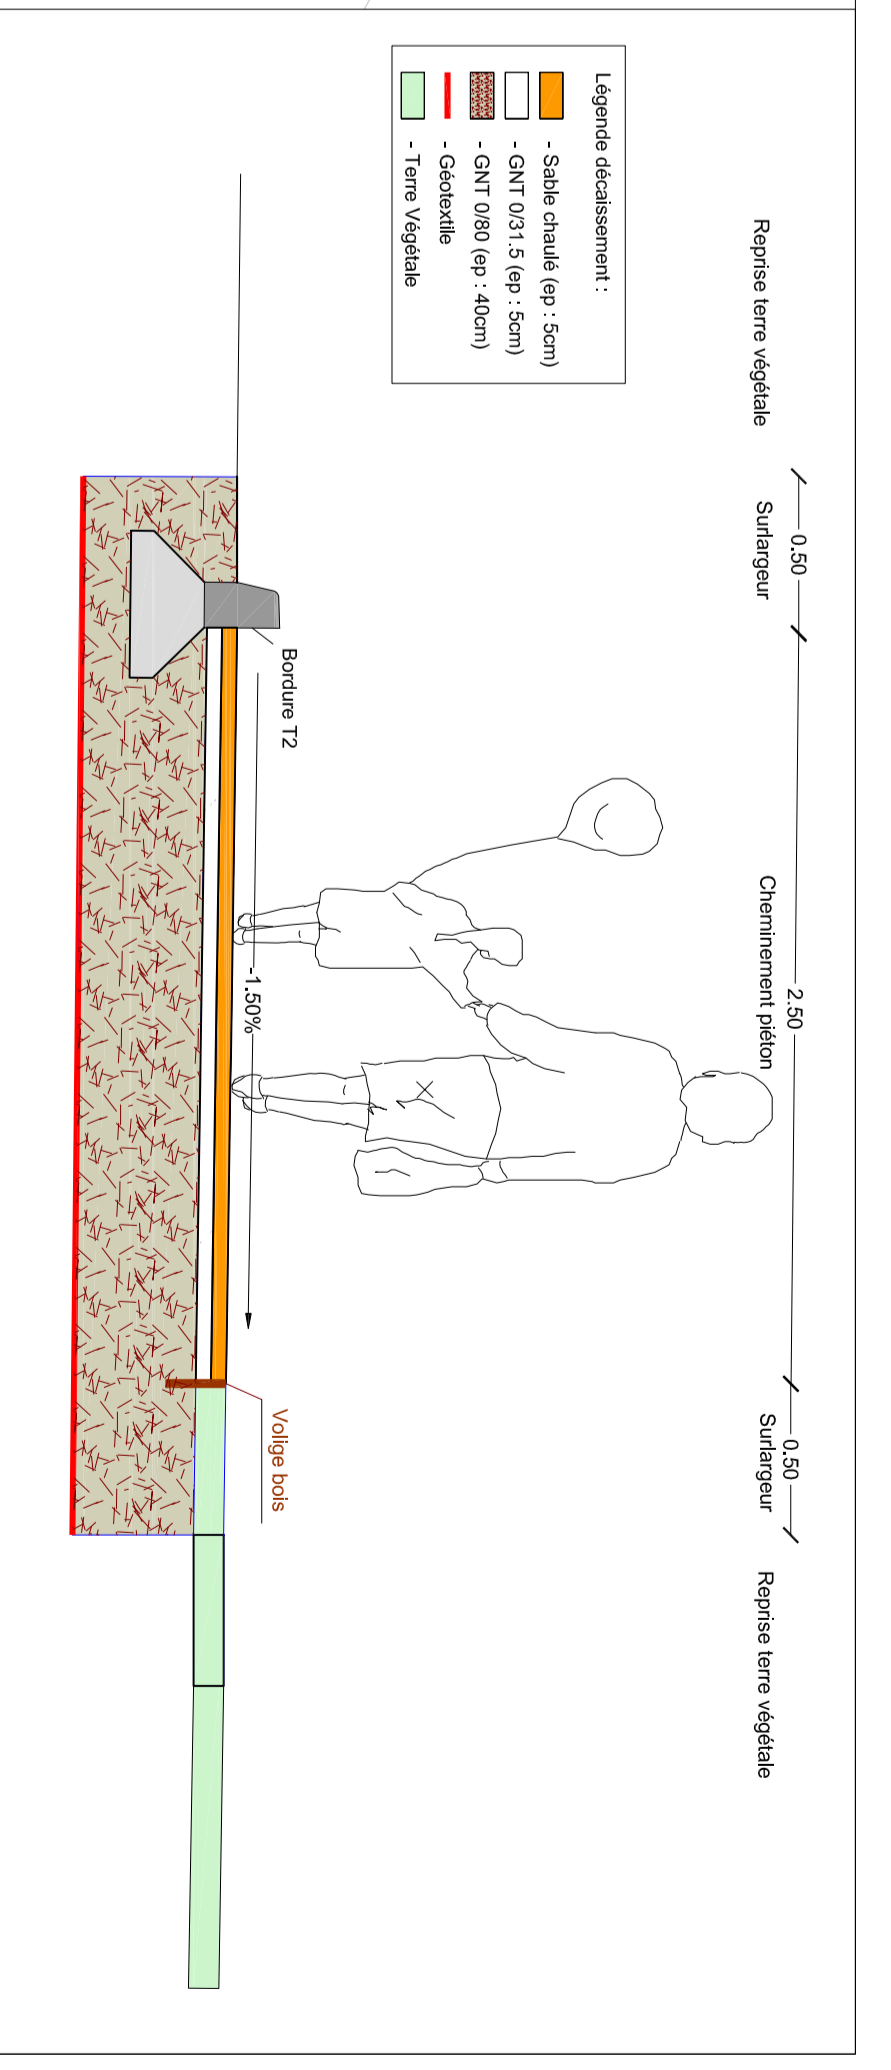 Reprise terre végétale
Surlargeur
Cheminement piéton
Surlargeur
Reprise terre végétale
0.50
2.50
0.50
Légende décaissement :
- Sable chaulé (ep : 5cm)
- GNT 0/31.5 (ep : 5cm)
- GNT 0/80 (ep : 40cm)
- Géotextile
- Terre Végétale
Bordure T2
-1.50%
Volige bois